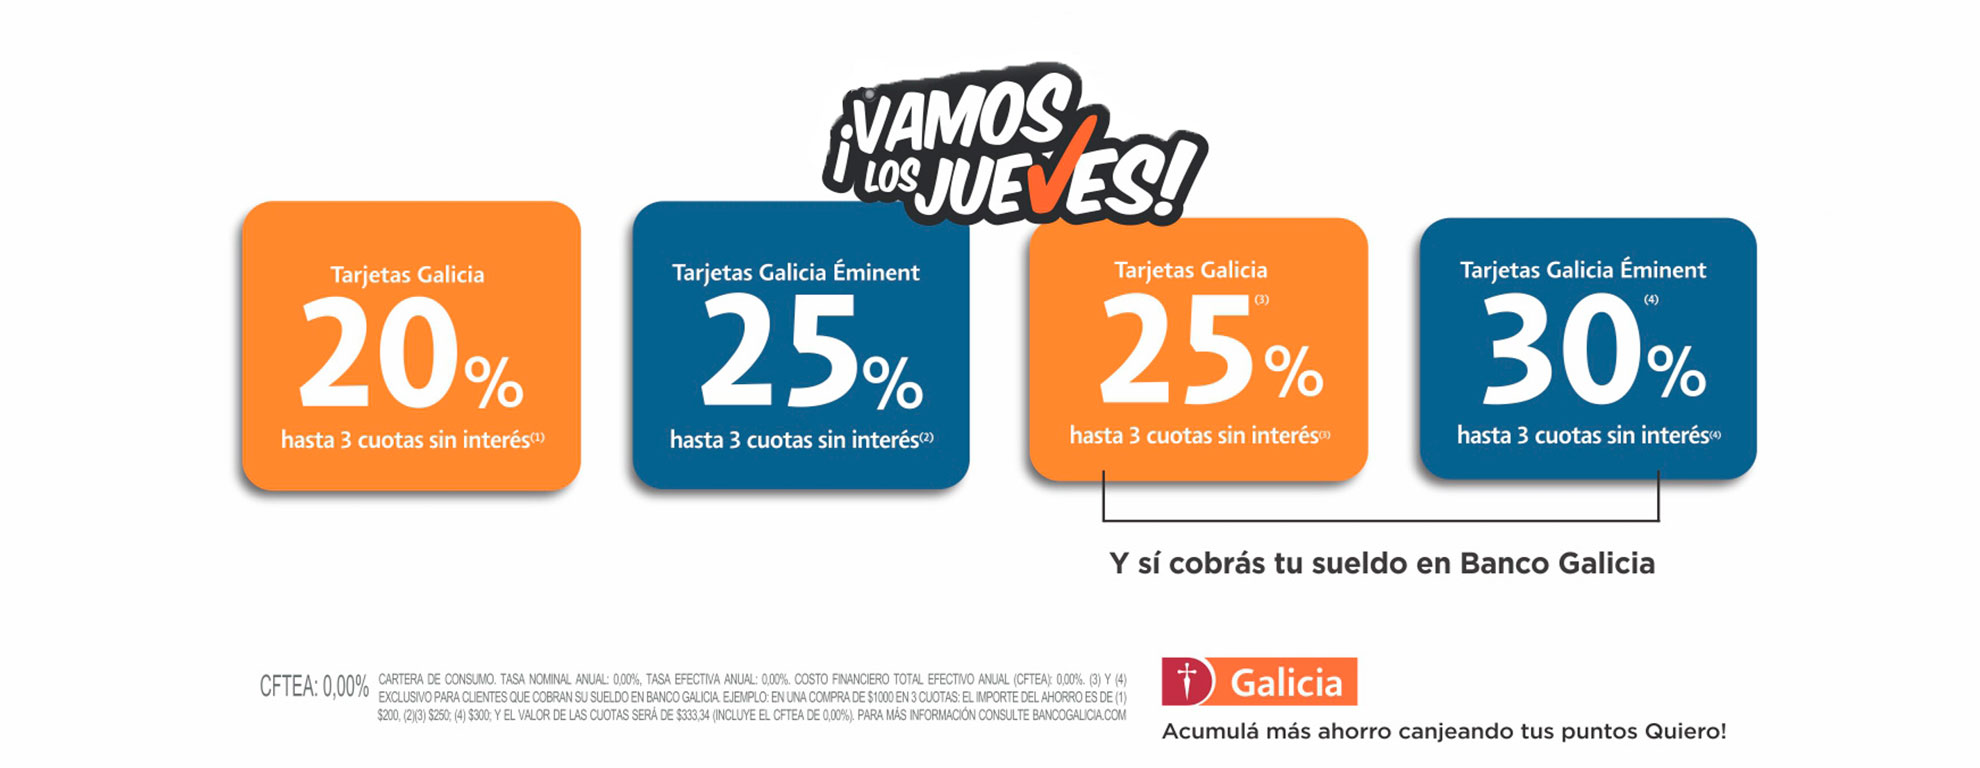 ¡VAMOS
LOS JUEVES!
Tarjetas Galicia
20%
hasta 3 cuotas sin interés(1)
Tarjetas Galicia Éminent
25%
hasta 3 cuotas sin interés(2)
Tarjetas Galicia
25%(3)
hasta 3 cuotas sin interés(3)
Tarjetas Galicia Éminent
30%(4)
hasta 3 cuotas sin interés(4)
Y sí cobrás tu sueldo en Banco Galicia
CFTEA: 0,00%
CARTERA DE CONSUMO. TASA NOMINAL ANUAL: 0,00%, TASA EFECTIVA ANUAL: 0,00%. COSTO FINANCIERO TOTAL EFECTIVO ANUAL (CFTEA): 0,00%. (3) Y (4)
EXCLUSIVO PARA CLIENTES QUE COBRAN SU SUELDO EN BANCO GALICIA. EJEMPLO: EN UNA COMPRA DE $1000 EN 3 CUOTAS: EL IMPORTE DEL AHORRO ES DE (1)
$200, (2)(3) $250; (4) $300; Y EL VALOR DE LAS CUOTAS SERÁ DE $333,34 (INCLUYE EL CFTEA DE 0,00%). PARA MÁS INFORMACIÓN CONSULTE BANCOGALICIA.COM
Galicia
Acumulá más ahorro canjeando tus puntos Quiero!